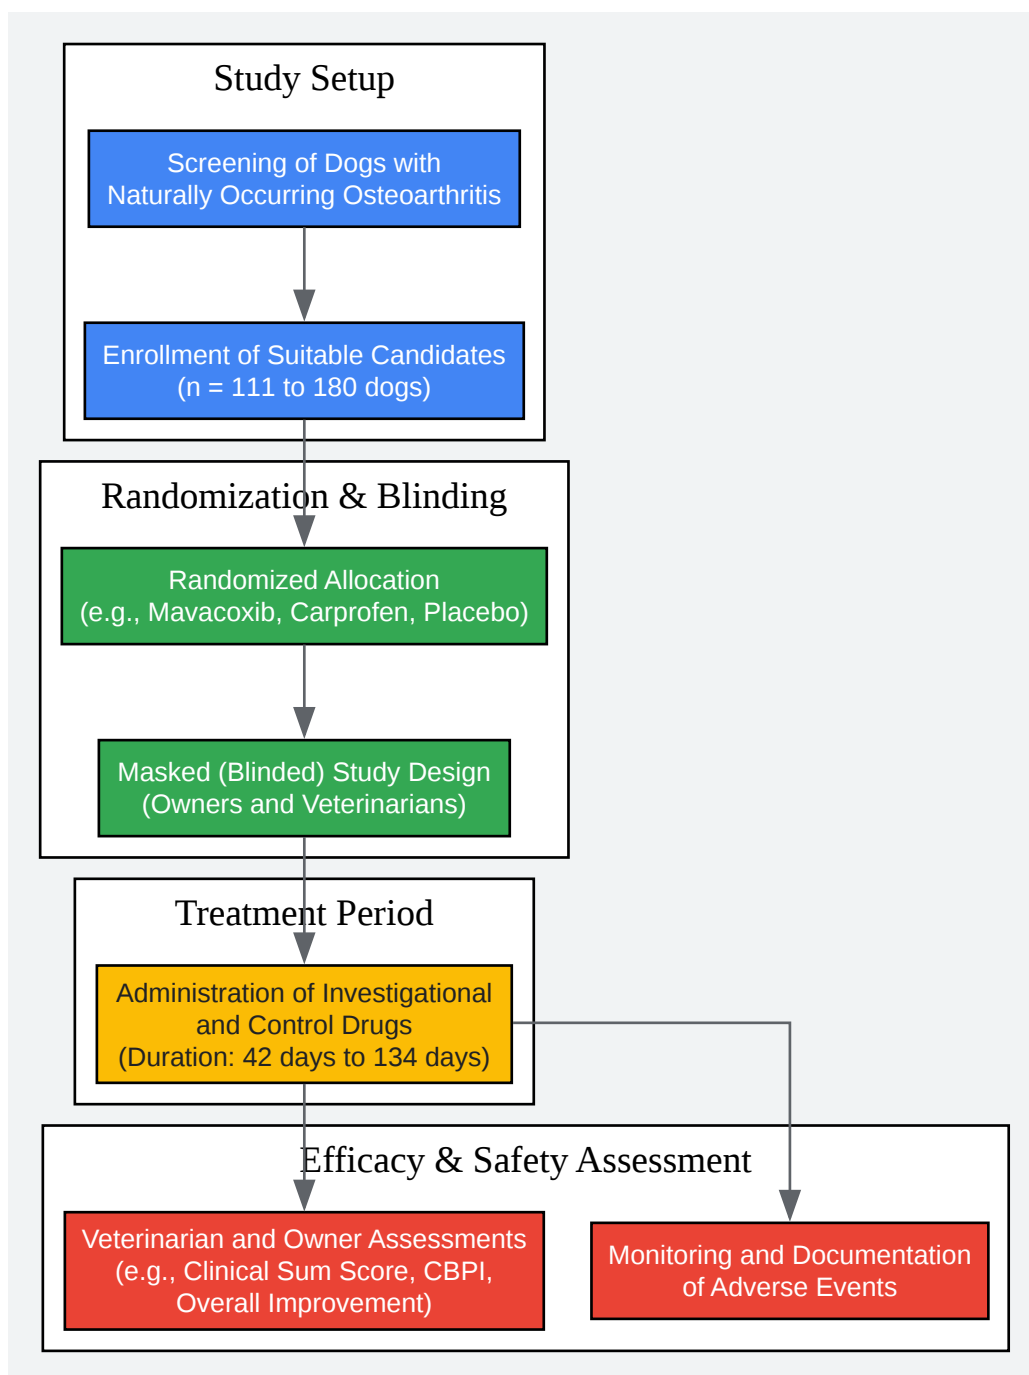 Study Setup
Screening of Dogs with
Naturally Occurring Osteoarthritis
Enrollment of Suitable Candidates
(n = 111 to 180 dogs)
Randomization & Blinding
Randomized Allocation
(e.g., Mavacoxib, Carprofen, Placebo)
Masked (Blinded) Study Design
(Owners and Veterinarians)
Treatment Period
Administration of Investigational
and Control Drugs
(Duration: 42 days to 134 days)
Efficacy & Safety Assessment
Veterinarian and Owner Assessments
(e.g., Clinical Sum Score, CBPI,
Overall Improvement)
Monitoring and Documentation
of Adverse Events